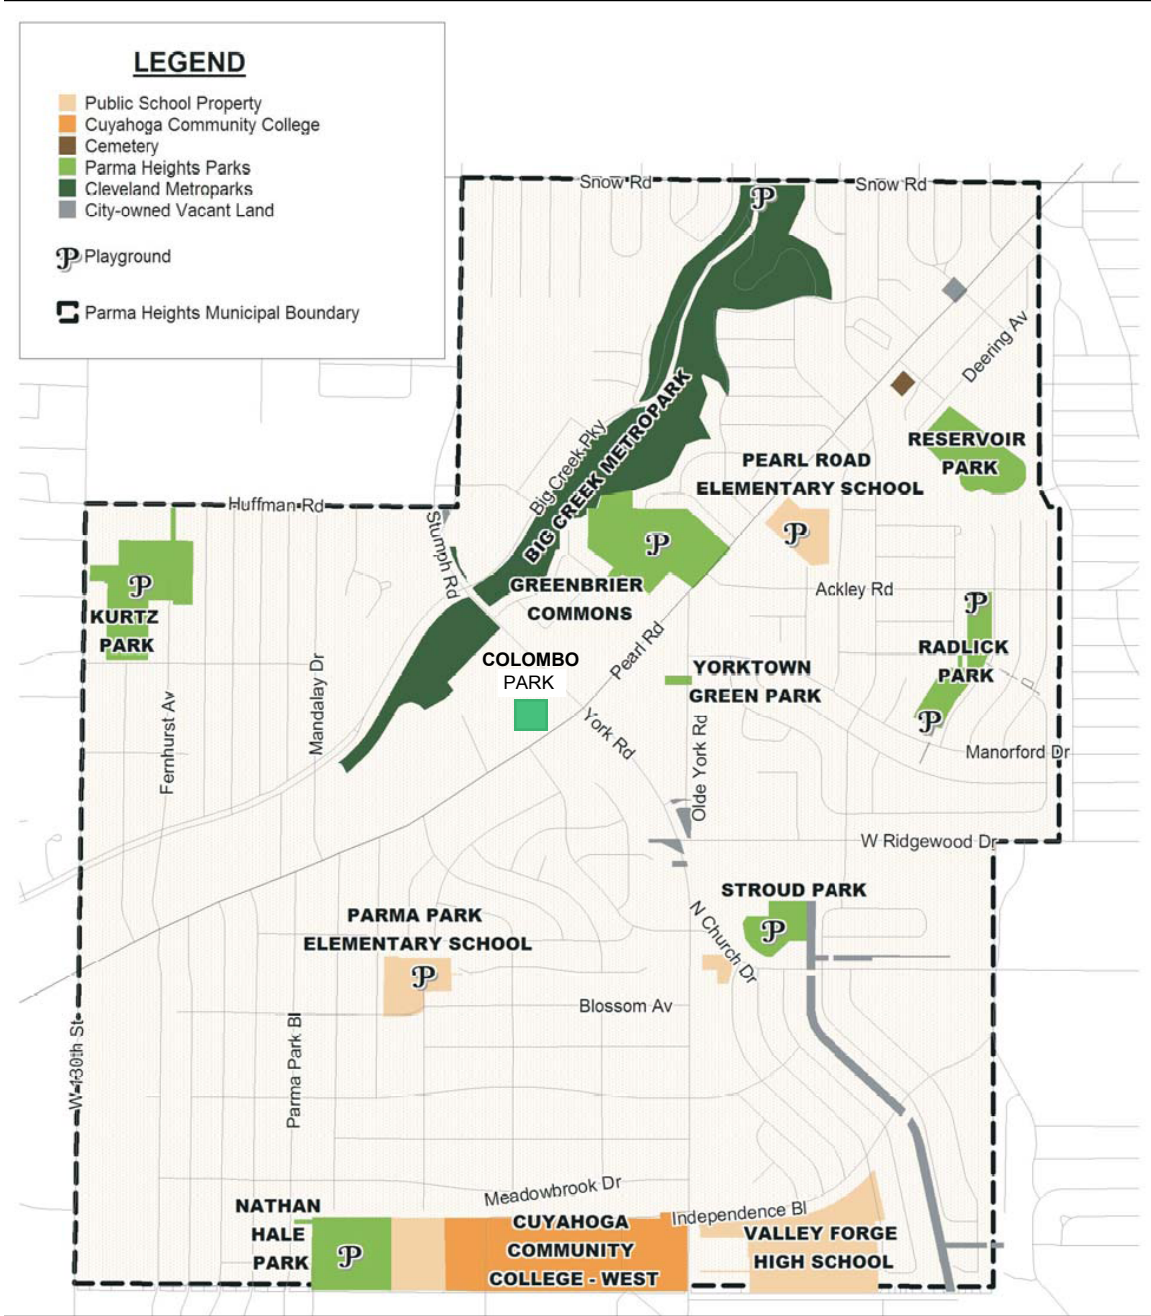 LEGEND
Public School Property
Cuyahoga Community College
Cemetery
Parma Heights Parks
Cleveland Metroparks
City-owned Vacant Land
P Playground
Parma Heights Municipal Boundary
Snow Rd
Snow Rd
P
Deering Av
BIG CREEK METROPARK
Big Creek Pky
RESERVOIR
PARK
PEARL ROAD
ELEMENTARY SCHOOL
P
Huffman Rd
Stumph Rd
P
GREENBRIER
COMMONS
Ackley Rd
P
KURTZ
PARK
P
RADLICK
PARK
P
Pearl Rd
COLOMBO
PARK
YORKTOWN
GREEN PARK
Mandalay Dr
Fernhurst Av
York Rd
Olde York Rd
Manorford Dr
W Ridgewood Dr
STROUD PARK
P
N Church Dr
PARMA PARK
ELEMENTARY SCHOOL
P
Blossom Av
W 130th St
Parma Park Bl
Meadowbrook Dr
Independence Bl
NATHAN
HALE
PARK
P
CUYAHOGA
COMMUNITY
COLLEGE - WEST
VALLEY FORGE
HIGH SCHOOL